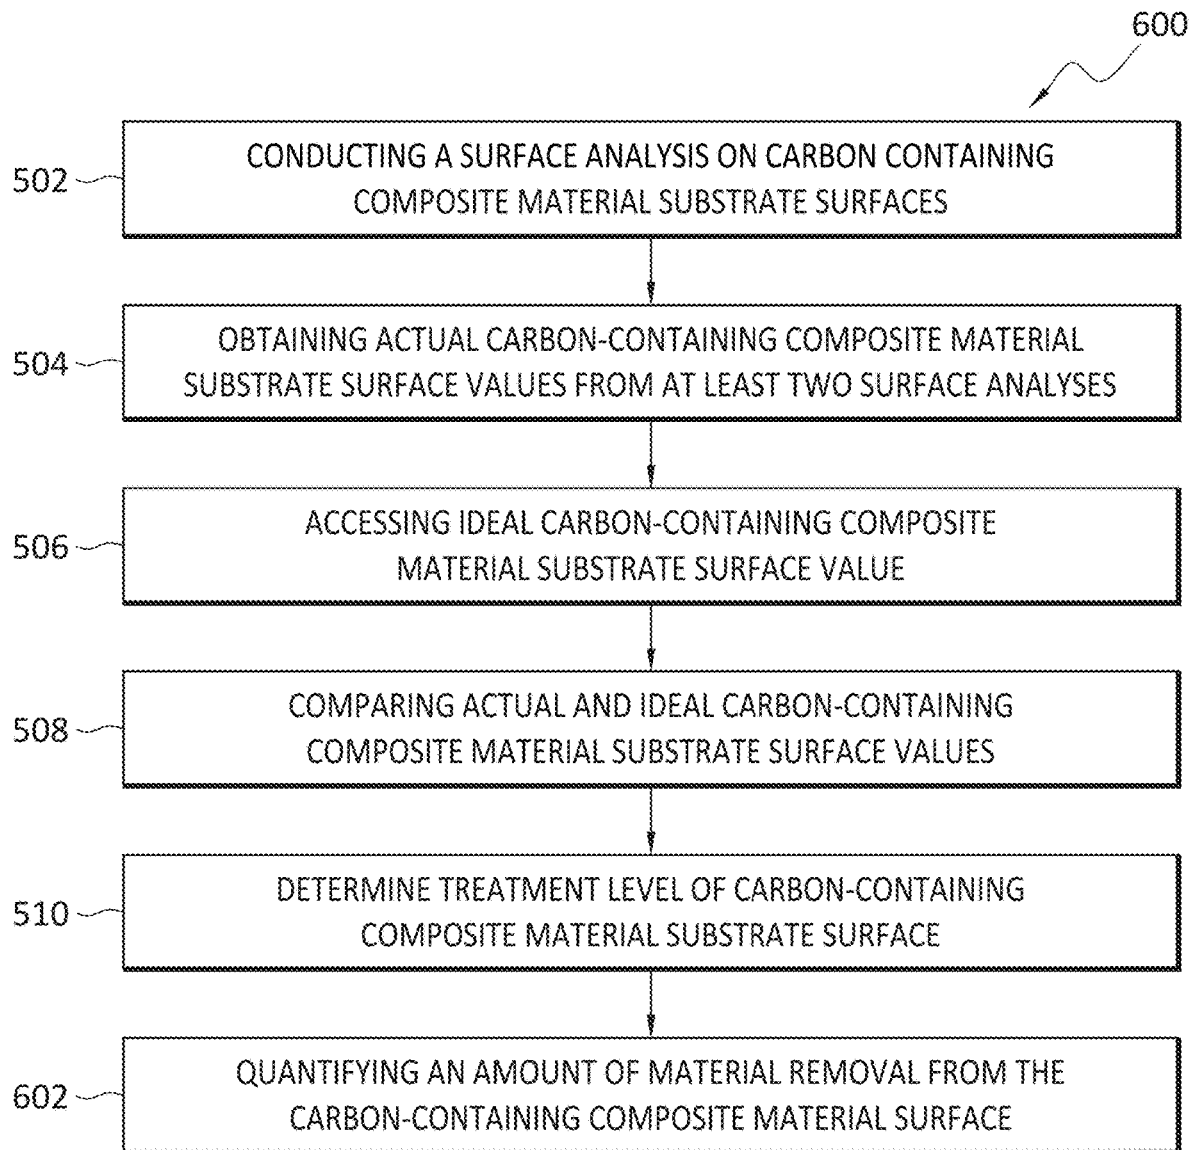 600
502
CONDUCTING A SURFACE ANALYSIS ON CARBON CONTAINING
COMPOSITE MATERIAL SUBSTRATE SURFACES
504
OBTAINING ACTUAL CARBON-CONTAINING COMPOSITE MATERIAL
SUBSTRATE SURFACE VALUES FROM AT LEAST TWO SURFACE ANALYSES
506
ACCESSING IDEAL CARBON-CONTAINING COMPOSITE
MATERIAL SUBSTRATE SURFACE VALUE
508
COMPARING ACTUAL AND IDEAL CARBON-CONTAINING
COMPOSITE MATERIAL SUBSTRATE SURFACE VALUES
510
DETERMINE TREATMENT LEVEL OF CARBON-CONTAINING
COMPOSITE MATERIAL SUBSTRATE SURFACE
602
QUANTIFYING AN AMOUNT OF MATERIAL REMOVAL FROM THE
CARBON-CONTAINING COMPOSITE MATERIAL SURFACE